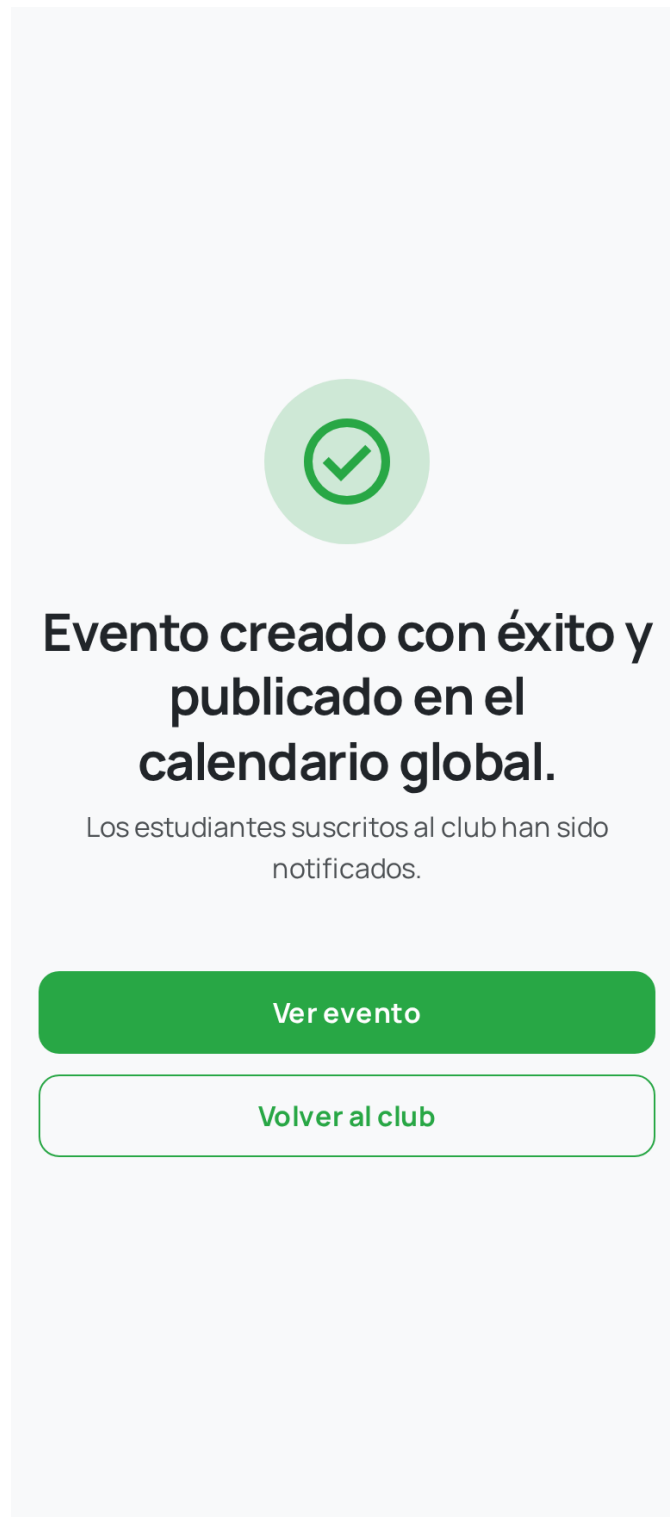 Evento creado con éxito y
publicado en el
calendario global.
Los estudiantes suscritos al club han sido
notificados.
Ver evento
Volver al club